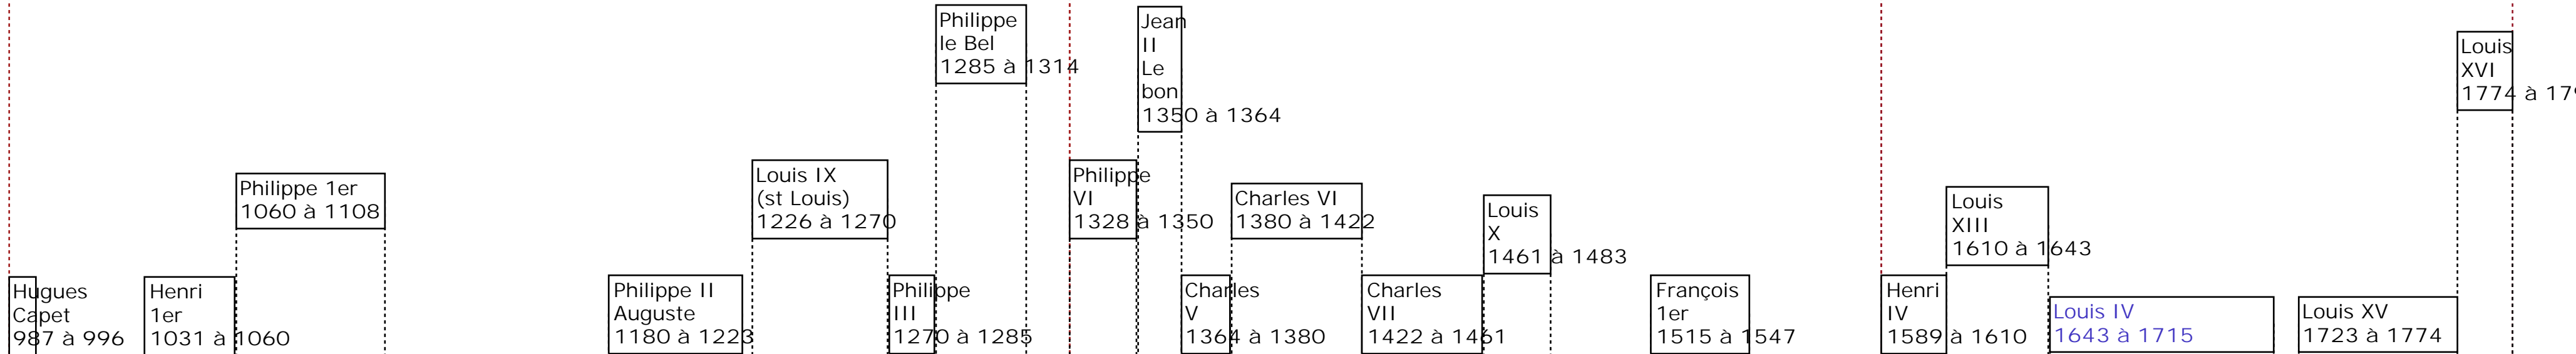 Hugues
Capet
987 à 996
Henri
1er
1031 à 1060
Philippe 1er
1060 à 1108
Philippe II
Auguste
1180 à 1223
Louis IX
(st Louis)
1226 à 1270
Philippe
III
1270 à 1285
Philippe
le Bel
1285 à 1314
Philippe
VI
1328 à 1350
Jean
II
Le
bon
1350 à 1364
Charles
V
1364 à 1380
Charles VI
1380 à 1422
Charles
VII
1422 à 1461
Louis
X
1461 à 1483
François
1er
1515 à 1547
Henri
IV
1589 à 1610
Louis
XIII
1610 à 1643
Louis IV
1643 à 1715
Louis XV
1723 à 1774
Louis
XVI
1774 à